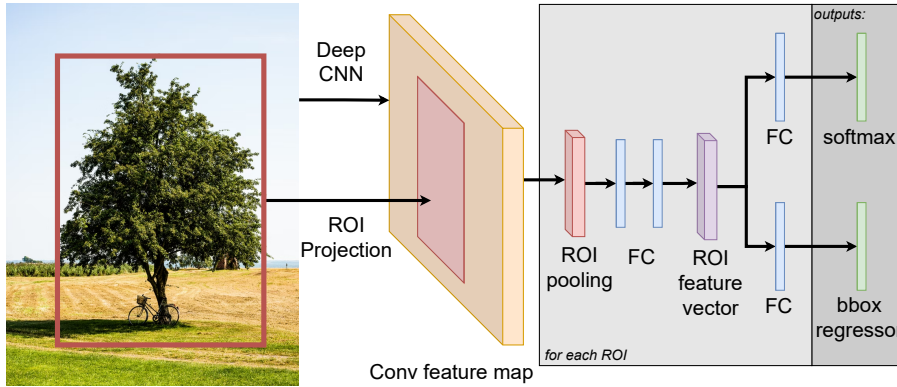 Deep
CNN
ROI
Projection
Conv feature map
ROI
pooling
FC
ROI
feature
vector
FC
FC
for each ROI
outputs:
softmax
bbox
regressor